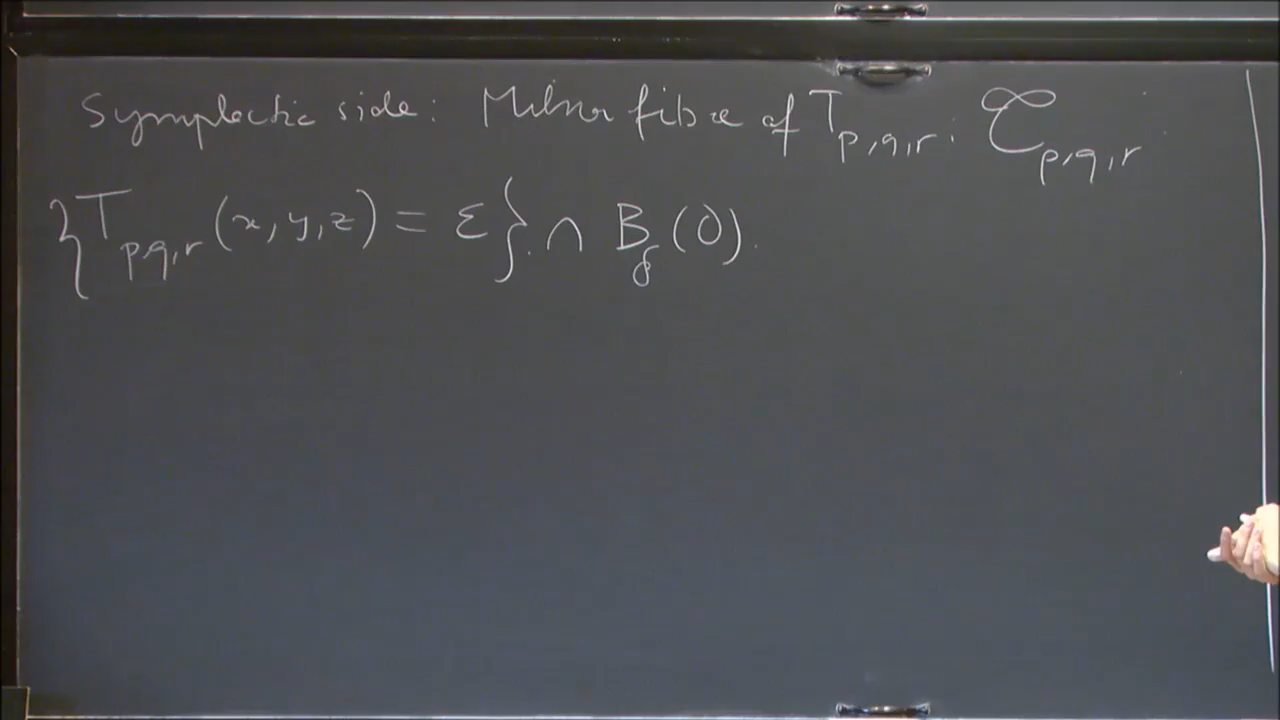 Symplectic side: Milnor fibre of T_{p,q,r}: 𝒯_{p,q,r}.
{T_{p,q,r}(x,y,z) = ε} ∩ B_δ(0).